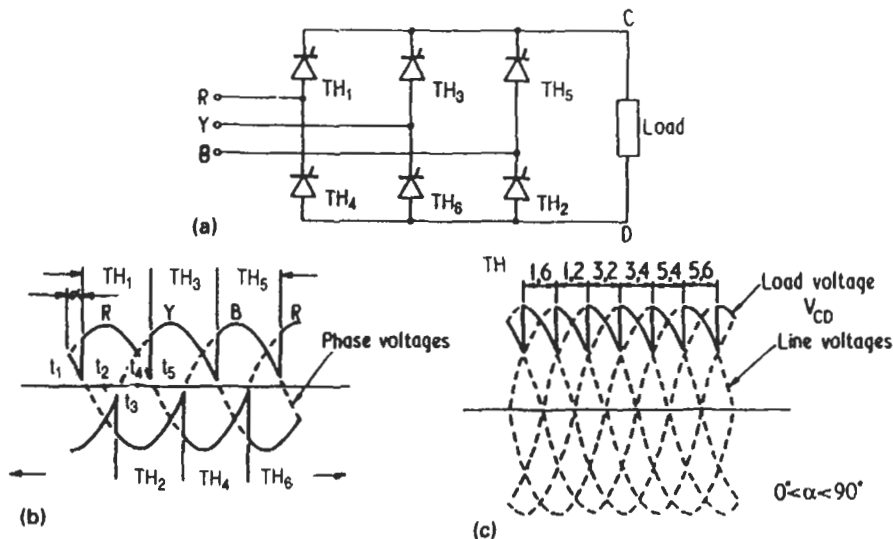 C
TH₁ TH₃ TH₅
R
Y
B
Load
TH₄ TH₆ TH₂
(a)
D
TH₁ TH₃ TH₅
R Y B R
Phase voltages
t₁ t₂ t₄ t₅
t₃
TH₂ TH₄ TH₆
(b)
TH 1,6 1,2 3,2 3,4 5,4 5,6
Load voltage
V_CD
Line voltages
0°<α<90°
(c)